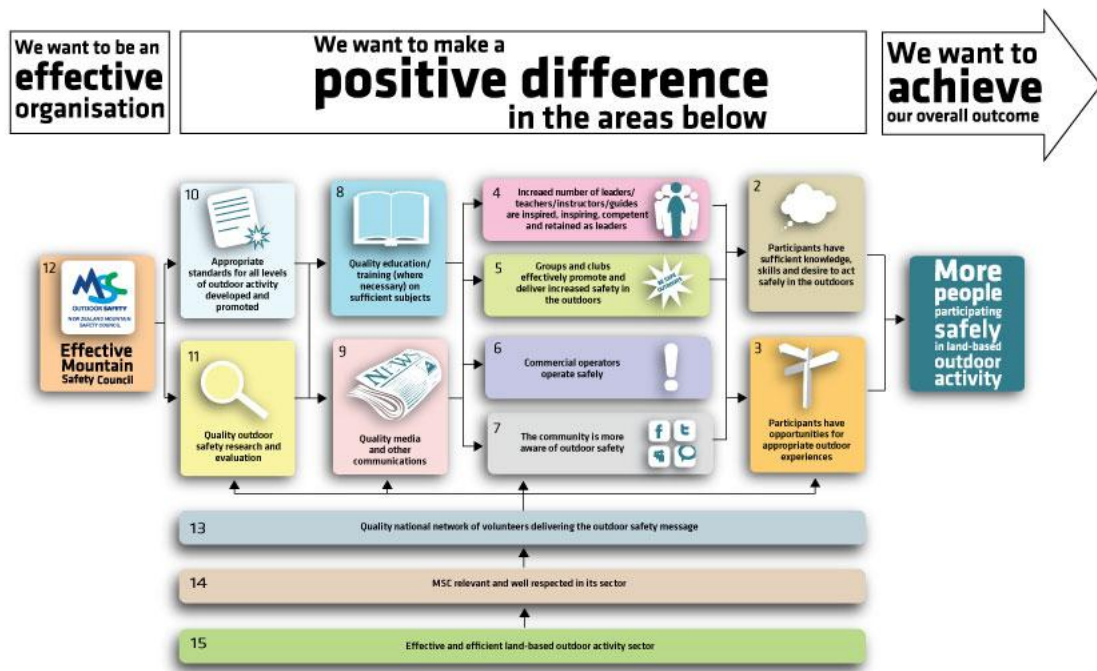 We want to be an
effective
organisation
We want to make a
positive difference
in the areas below
We want to
achieve
our overall outcome
10
Appropriate
standards for all levels
of outdoor activity
developed and
promoted
8
Quality education/
training (where
necessary) on
sufficient subjects
4
Increaed number of leaders/
teachers/instructors/guides
are inspired, inspiring, competent
and retained as leaders
2
Participants have
sufficient knowledge,
skills and desire to act
safely in the outdoors
12
MSC
OUTDOOR SAFETY
NEW ZEALAND MOUNTAIN
SAFETY COUNCIL
Effective
Mountain
Safety Council
5
Groups and clubs
effectively promote and
deliver increased safety in
the outdoors
BE SAFE
OUTDOORS
More
people
participating
safely
in land-based
outdoor
activity
11
Quality outdoor
safety research and
evaluation
9
NEWS
Quality media
and other
communications
6
Commercial operators
operate safely
!
7
The community is more
aware of outdoor safety
f t
3
Participants have
opportunities for
appropriate outdoor
experiences
13
Quality national network of volunteers delivering the outdoor safety message
14
MSC relevant and well respected in its sector
15
Effective and efficient land-based outdoor activity sector